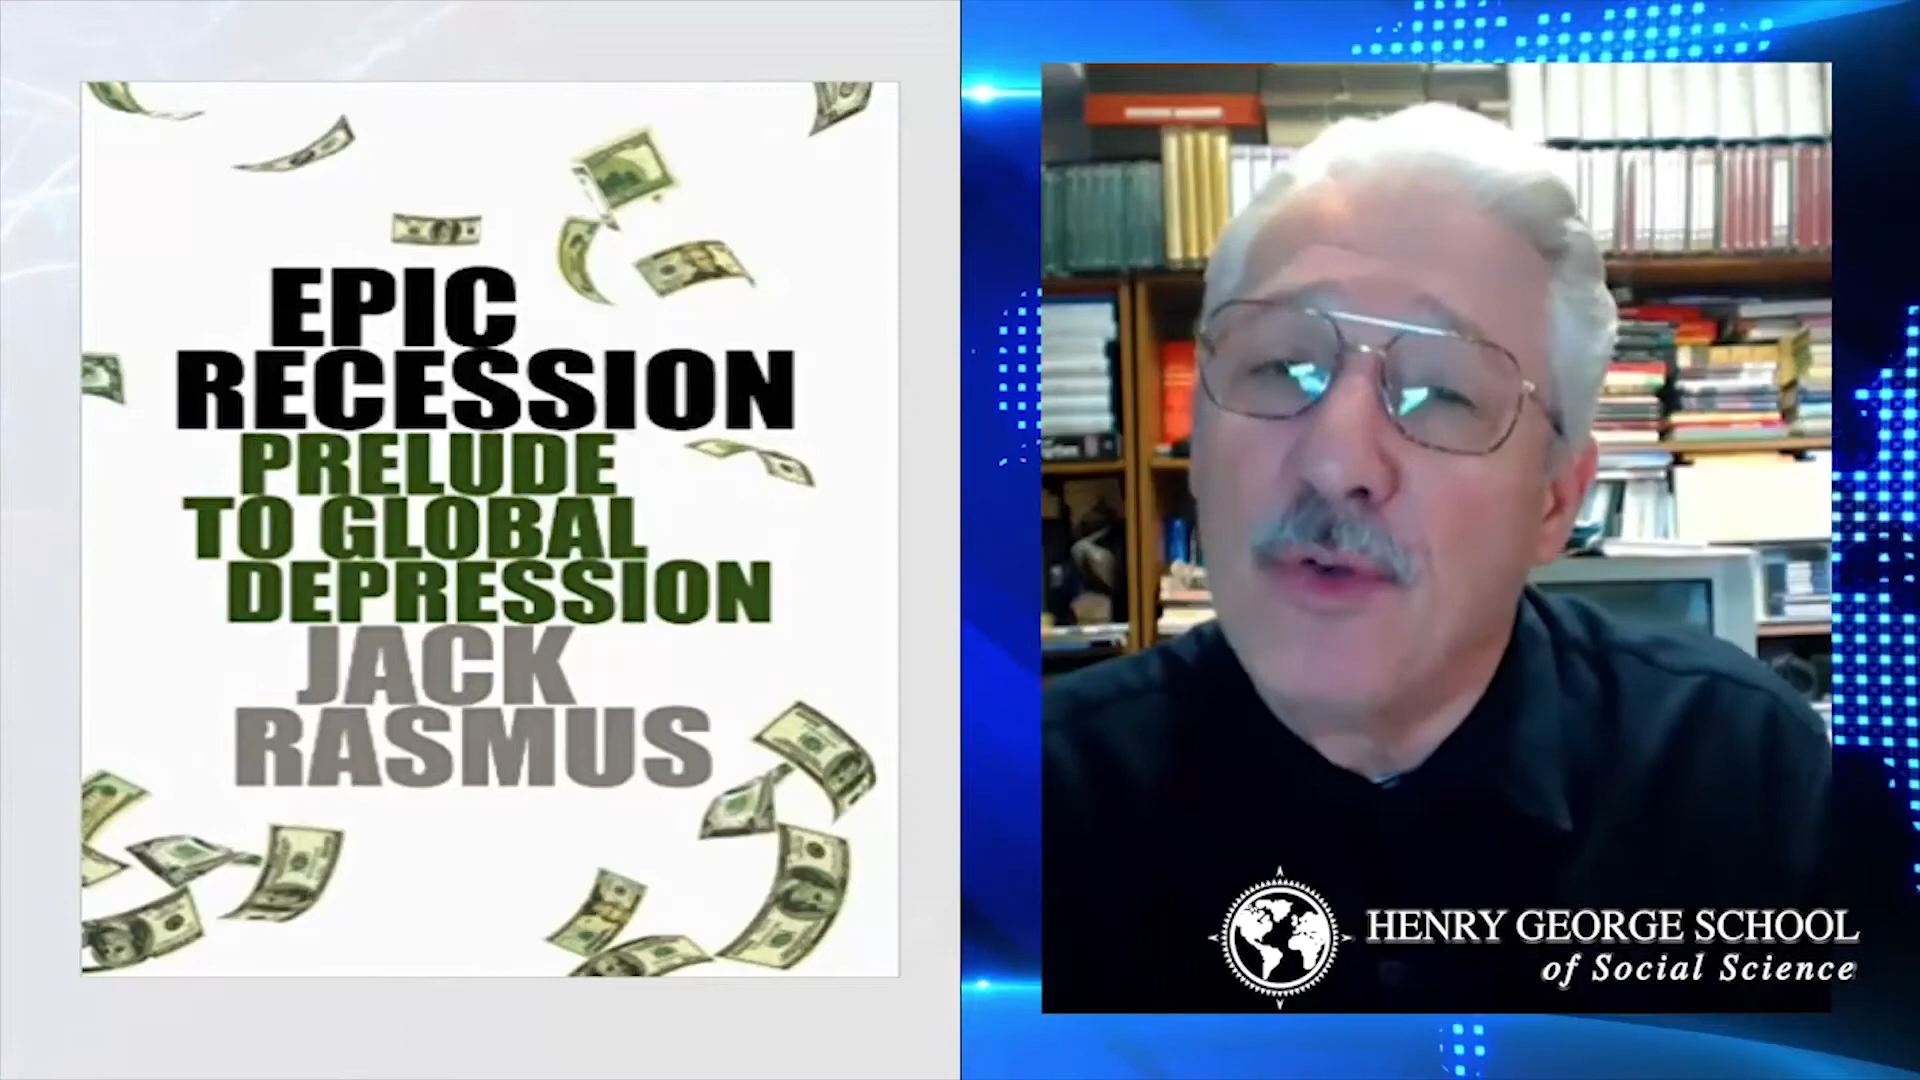 EPIC
RECESSION
PRELUDE
TO GLOBAL
DEPRESSION
JACK
RASMUS
HENRY GEORGE SCHOOL
of Social Science